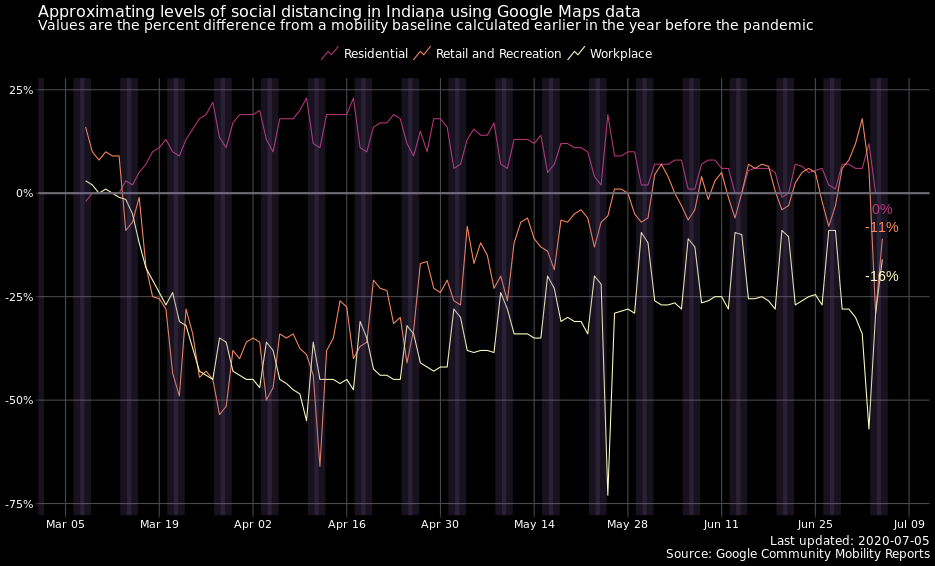 Approximating levels of social distancing in Indiana using Google Maps data
Values are the percent difference from a mobility baseline calculated earlier in the year before the pandemic
Residential Retail and Recreation Workplace
25%
0%
-25%
-50%
-75%
0%
-11%
-16%
Mar 05 Mar 19 Apr 02 Apr 16 Apr 30 May 14 May 28 Jun 11 Jun 25 Jul 09
Last updated: 2020-07-05
Source: Google Community Mobility Reports